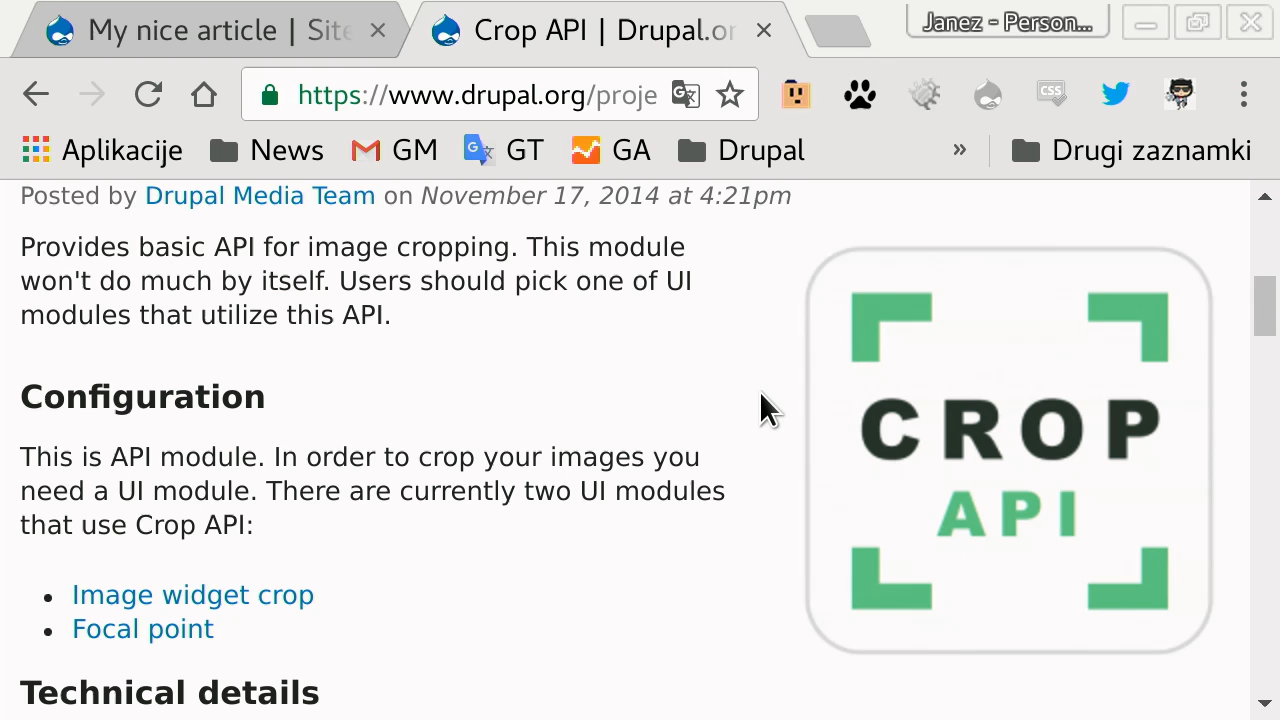 My nice article | Site
Crop API | Drupal.or
Janez - Person...
https://www.drupal.org/proje
CSS
Aplikacije
News
GM
GT
GA
Drupal
»
Drugi zaznamki
Posted by Drupal Media Team on November 17, 2014 at 4:21pm
Provides basic API for image cropping. This module
won't do much by itself. Users should pick one of UI
modules that utilize this API.
Configuration
This is API module. In order to crop your images you
need a UI module. There are currently two UI modules
that use Crop API:
• Image widget crop
• Focal point
Technical details
CROP
API